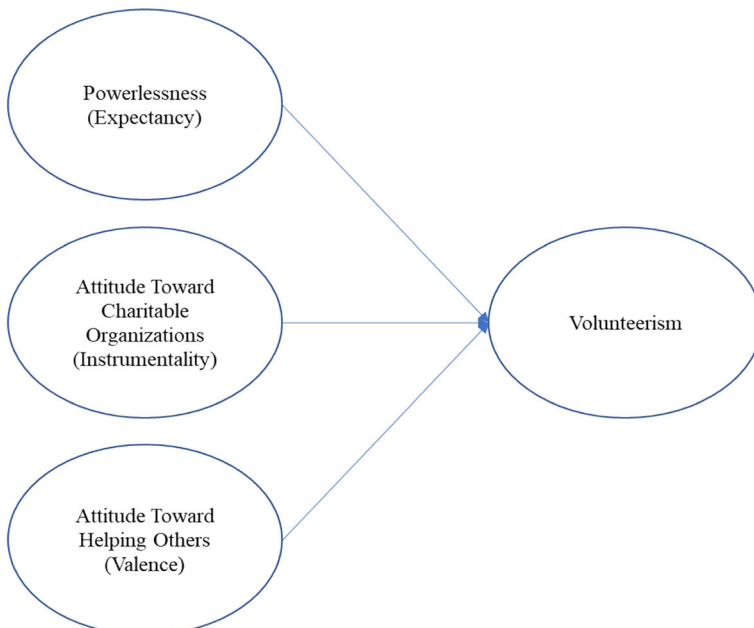 Powerlessness
(Expectancy)
Attitude Toward
Charitable
Organizations
(Instrumentality)
Volunteerism
Attitude Toward
Helping Others
(Valence)